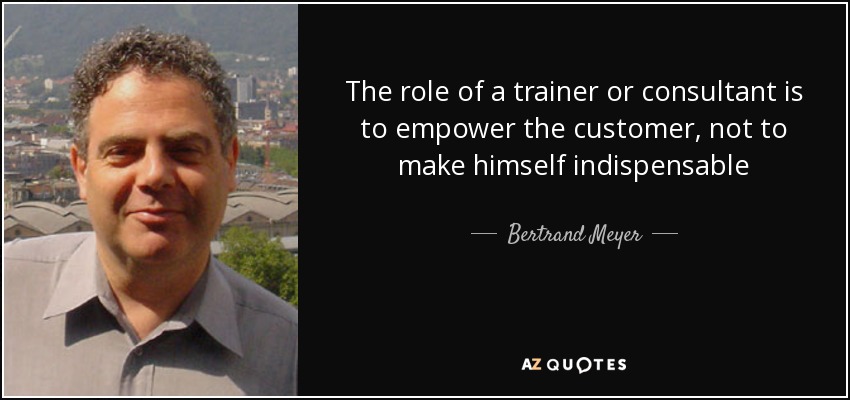 The role of a trainer or consultant is
to empower the customer, not to
make himself indispensable
Bertrand Meyer
AZ QUOTES